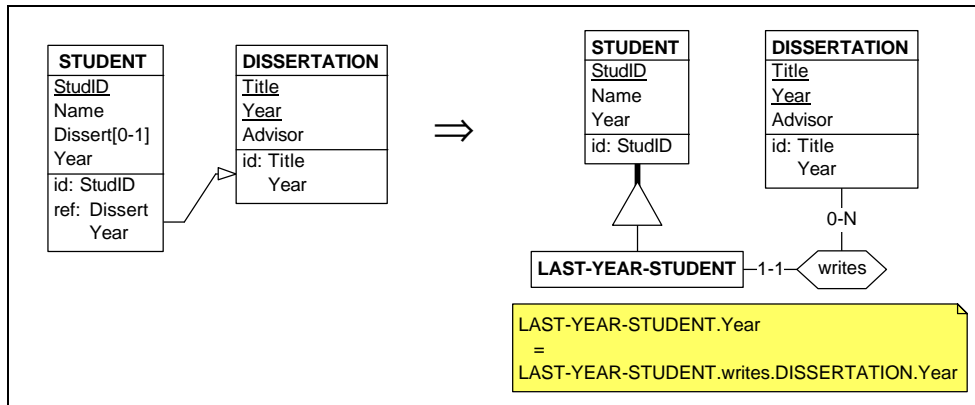 STUDENT
StudID
Name
Dissert[0-1]
Year
id: StudID
ref: Dissert
Year
DISSERTATION
Title
Year
Advisor
id: Title
Year
⇒
STUDENT
StudID
Name
Year
id: StudID
DISSERTATION
Title
Year
Advisor
id: Title
Year
0-N
LAST-YEAR-STUDENT
1-1
writes
LAST-YEAR-STUDENT.Year
=
LAST-YEAR-STUDENT.writes.DISSERTATION.Year